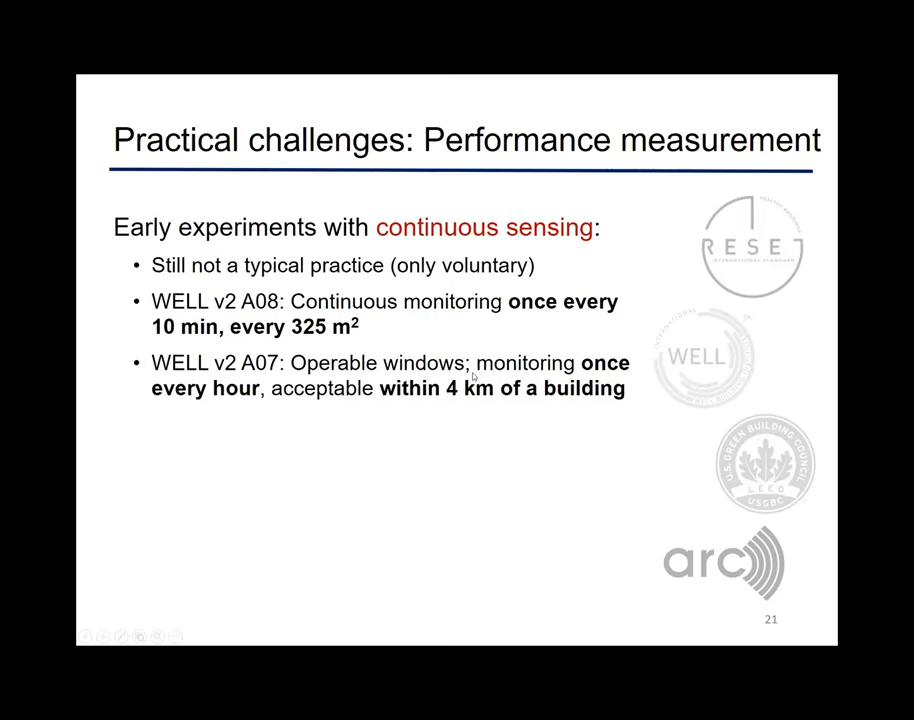 Practical challenges: Performance measurement
Early experiments with continuous sensing:
• Still not a typical practice (only voluntary)
• WELL v2 A08: Continuous monitoring once every
10 min, every 325 m²
• WELL v2 A07: Operable windows; monitoring once
every hour, acceptable within 4 km of a building
RESET
INTERNATIONAL STANDARD
WELL
TM
U.S. GREEN BUILDING COUNCIL
LEED
USGBC
arc
21